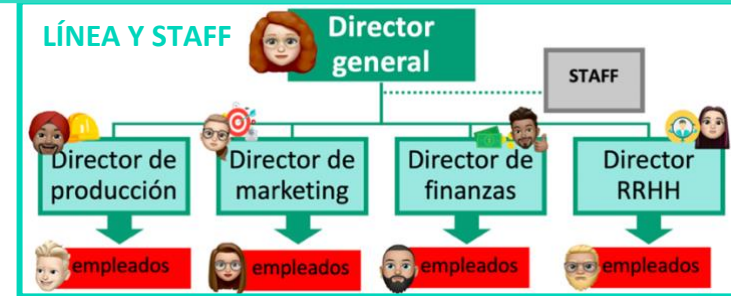 LÍNEA Y STAFF
Director
general
STAFF
Director de
producción
Director de
marketing
Director de
finanzas
Director
RRHH
empleados
empleados
empleados
empleados